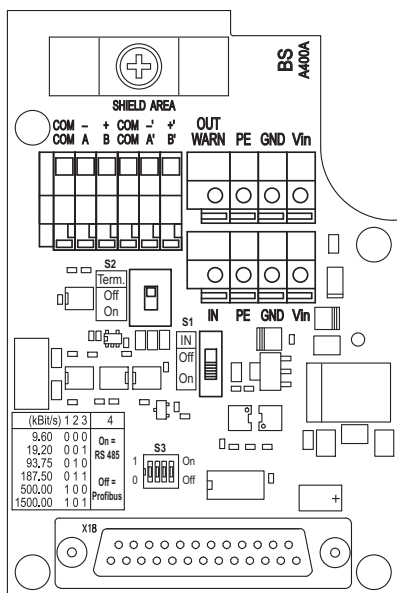 BS
A400A
SHIELD AREA
COM – + COM –' +'
COM A B COM A' B'
OUT
WARN PE GND Vin
S2
Term.
Off
On
IN PE GND Vin
S1
IN
Off
On
(kBit/s) 1 2 3 4
9.60 0 0 0
19.20 0 0 1
93.75 0 1 0
187.50 0 1 1
500.00 1 0 0
1500.00 1 0 1
On =
RS 485
Off =
Profibus
S3
1 On
0 Off
+
X18